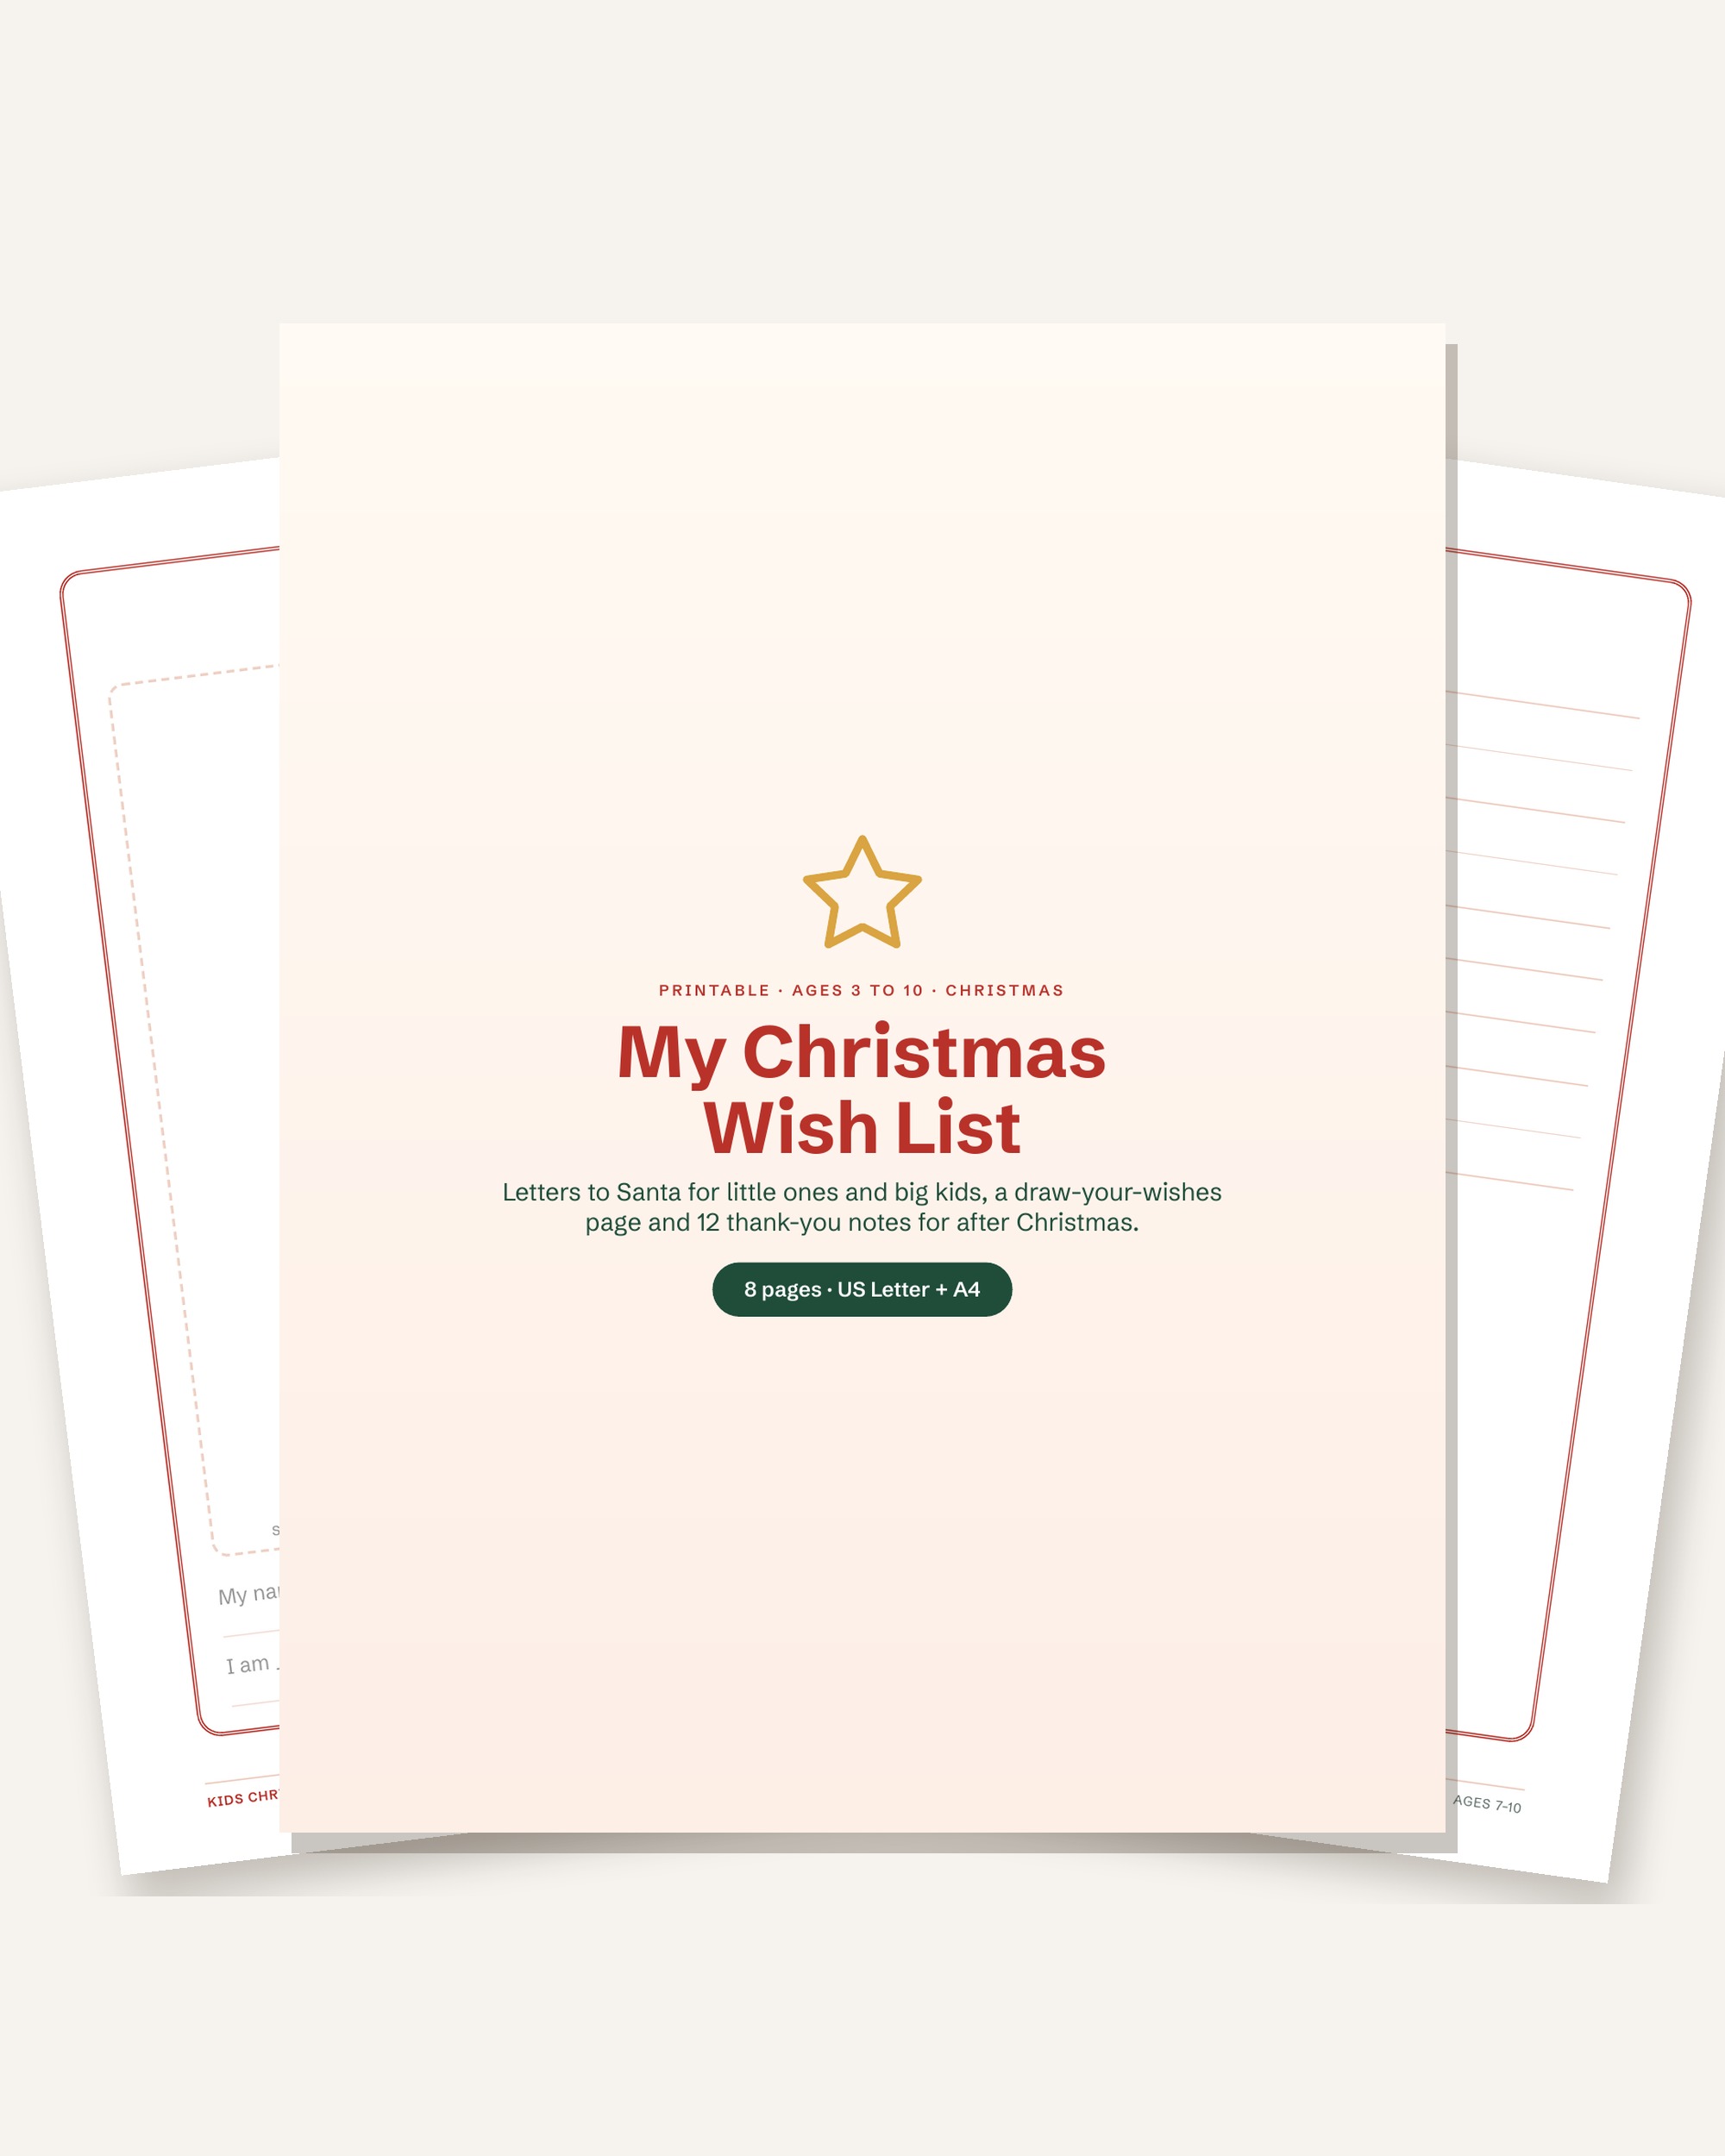 PRINTABLE · AGES 3 TO 10 · CHRISTMAS
My Christmas
Wish List
Letters to Santa for little ones and big kids, a draw-your-wishes
page and 12 thank-you notes for after Christmas.
8 pages · US Letter + A4
My
I am
KIDS
AGES 7-10